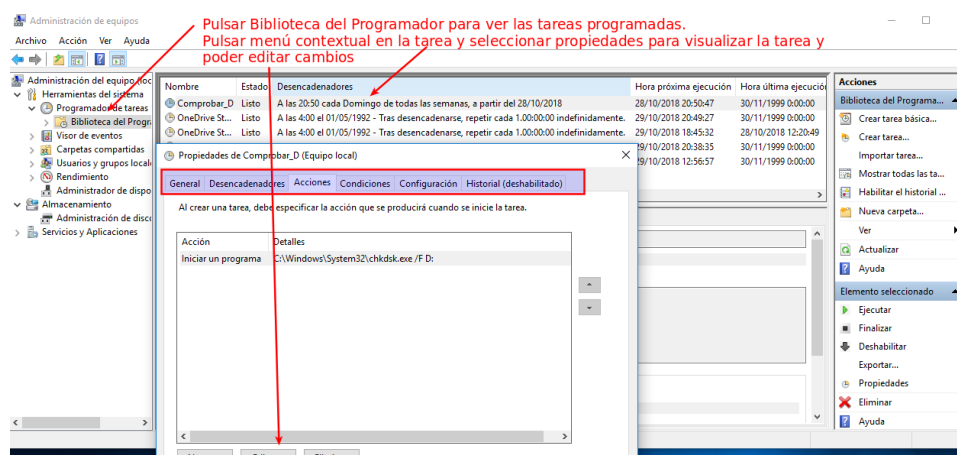 Administración de equipos
Pulsar Biblioteca del Programador para ver las tareas programadas.
Archivo Acción Ver Ayuda
Pulsar menú contextual en la tarea y seleccionar propiedades para visualizar la tarea y
poder editar cambios
Administración del equipo (loc
Herramientas del sistema
Programador de tareas
Biblioteca del Progra
Visor de eventos
Carpetas compartidas
Usuarios y grupos locale
Rendimiento
Administrador de dispo
Almacenamiento
Administración de disco
Servicios y Aplicaciones
Nombre Estado Desencadenadores Hora próxima ejecución Hora última ejecución
Comprobar_D Listo A las 20:50 cada Domingo de todas las semanas, a partir del 28/10/2018 28/10/2018 20:50:47 30/11/1999 0:00:00
OneDrive St... Listo A las 4:00 el 01/05/1992 - Tras desencadenarse, repetir cada 1.00:00:00 indefinidamente. 29/10/2018 20:49:27 30/11/1999 0:00:00
OneDrive St... Listo A las 4:00 el 01/05/1992 - Tras desencadenarse, repetir cada 1.00:00:00 indefinidamente. 29/10/2018 18:45:32 28/10/2018 12:20:49
29/10/2018 20:38:35 30/11/1999 0:00:00
29/10/2018 12:56:57 30/11/1999 0:00:00
Propiedades de Comprobar_D (Equipo local)
General Desencadenadores Acciones Condiciones Configuración Historial (deshabilitado)
Al crear una tarea, debe especificar la acción que se producirá cuando se inicie la tarea.
Acción Detalles
Iniciar un programa C:\Windows\System32\chkdsk.exe /F D:
Acciones
Biblioteca del Programa...
Crear tarea básica...
Crear tarea...
Importar tarea...
Mostrar todas las ta...
Habilitar el historial ...
Nueva carpeta...
Ver
Actualizar
Ayuda
Elemento seleccionado
Ejecutar
Finalizar
Deshabilitar
Exportar...
Propiedades
Eliminar
Ayuda